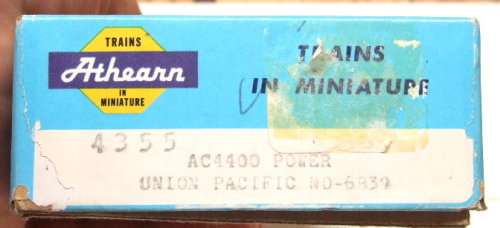 TRAINS
Athearn
IN
MINIATURE
TRAINS
IN MINIATURE
4355
AC4400 POWER
UNION PACIFIC NO-6839